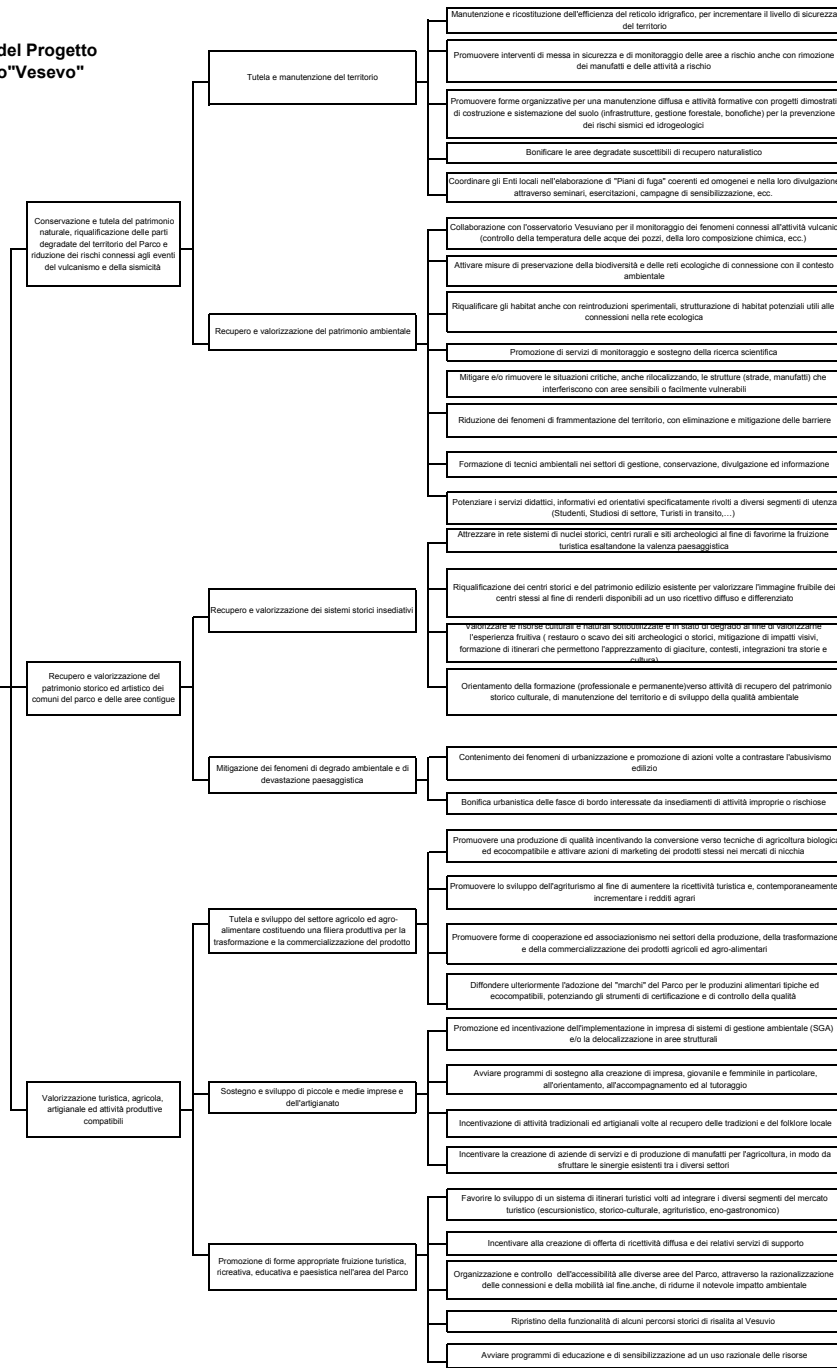 del Progetto
o"Vesevo"
Conservazione e tutela del patrimonio
naturale, riqualificazione delle parti
degradate del territorio del Parco e
riduzione dei rischi connessi agli eventi
del vulcanismo e della sismicità
Tutela e manutenzione del territorio
Manutenzione e ricostituzione dell'efficienza del reticolo idrigrafico, per incrementare il livello di sicurezza
del territorio
Promuovere interventi di messa in sicurezza e di monitoraggio delle aree a rischio anche con rimozione
dei manufatti e delle attività a rischio
Promuovere forme organizzative per una manutenzione diffusa e attività formative con progetti dimostrati
di costruzione e sistemazione del suolo (infrastrutture, gestione forestale, bonofiche) per la prevenzione
dei rischi sismici ed idrogeologici
Bonificare le aree degradate suscettibili di recupero naturalistico
Coordinare gli Enti locali nell'elaborazione di "Piani di fuga" coerenti ed omogenei e nella loro divulgazione
attraverso seminari, esercitazioni, campagne di sensibilizzazione, ecc.
Recupero e valorizzazione del patrimonio ambientale
Collaborazione con l'osservatorio Vesuviano per il monitoraggio dei fenomeni connessi all'attività vulcanic
(controllo della temperatura delle acque dei pozzi, della loro composizione chimica, ecc.)
Attivare misure di preservazione della biodiversità e delle reti ecologiche di connessione con il contesto
ambientale
Riqualificare gli habitat anche con reintroduzioni sperimentali, strutturazione di habitat potenziali utili alle
connessioni nella rete ecologica
Promozione di servizi di monitoraggio e sostegno della ricerca scientifica
Mitigare e/o rimuovere le situazioni critiche, anche rilocalizzando, le strutture (strade, manufatti) che
interferiscono con aree sensibili o facilmente vulnerabili
Riduzione dei fenomeni di frammentazione del territorio, con eliminazione e mitigazione delle barriere
Formazione di tecnici ambientali nei settori di gestione, conservazione, divulgazione ed informazione
Potenziare i servizi didattici, informativi ed orientativi specificatamente rivolti a diversi segmenti di utenza
(Studenti, Studiosi di settore, Turisti in transito,...)
Recupero e valorizzazione del
patrimonio storico ed artistico dei
comuni del parco e delle aree contigue
Recupero e valorizzazione dei sistemi storici insediativi
Attrezzare in rete sistemi di nuclei storici, centri rurali e siti archeologici al fine di favorirne la fruizione
turistica esaltandone la valenza paesaggistica
Riqualificazione dei centri storici e del patrimonio edilizio esistente per valorizzare l'immagine fruibile dei
centri stessi al fine di renderli disponibili ad un uso ricettivo diffuso e differenziato
Valorizzare le risorse culturali e naturali sottoutilizzate e in stato di degrado al fine di valorizzarne
l'esperienza fruitiva ( restauro o scavo dei siti archeologici o storici, mitigazione di impatti visivi,
formazione di itinerari che permettono l'apprezzamento di giaciture, contesti, integrazioni tra storie e
cultura)
Orientamento della formazione (professionale e permanente)verso attività di recupero del patrimonio
storico culturale, di manutenzione del territorio e di sviluppo della qualità ambientale
Mitigazione dei fenomeni di degrado ambientale e di
devastazione paesaggistica
Contenimento dei fenomeni di urbanizzazione e promozione di azioni volte a contrastare l'abusivismo
edilizio
Bonifica urbanistica delle fasce di bordo interessate da insediamenti di attività improprie o rischiose
Valorizzazione turistica, agricola,
artigianale ed attività produttive
compatibili
Tutela e sviluppo del settore agricolo ed agro-
alimentare costituendo una filiera produttiva per la
trasformazione e la commercializzazione del prodotto
Promuovere una produzione di qualità incentivando la conversione verso tecniche di agricoltura biologica
ed ecocompatibile e attivare azioni di marketing dei prodotti stessi nei mercati di nicchia
Promuovere lo sviluppo dell'agriturismo al fine di aumentare la ricettività turistica e, contemporaneamente
incrementare i redditi agrari
Promuovere forme di cooperazione ed associazionismo nei settori della produzione, della trasformazione
e della commercializzazione dei prodotti agricoli ed agro-alimentari
Diffondere ulteriormente l'adozione del "marchi" del Parco per le produzini alimentari tipiche ed
ecocompatibili, potenziando gli strumenti di certificazione e di controllo della qualità
Sostegno e sviluppo di piccole e medie imprese e
dell'artigianato
Promozione ed incentivazione dell'implementazione in impresa di sistemi di gestione ambientale (SGA)
e/o la delocalizzazione in aree strutturali
Avviare programmi di sostegno alla creazione di impresa, giovanile e femminile in particolare,
all'orientamento, all'accompagnamento ed al tutoraggio
Incentivazione di attività tradizionali ed artigianali volte al recupero delle tradizioni e del folklore locale
Incentivare la creazione di aziende di servizi e di produzione di manufatti per l'agricoltura, in modo da
sfruttare le sinergie esistenti tra i diversi settori
Promozione di forme appropriate fruizione turistica,
ricreativa, educativa e paesistica nell'area del Parco
Favorire lo sviluppo di un sistema di itinerari turistici volti ad integrare i diversi segmenti del mercato
turistico (escursionistico, storico-culturale, agrituristico, eno-gastronomico)
Incentivare alla creazione di offerta di ricettività diffusa e dei relativi servizi di supporto
Organizzazione e controllo dell'accessibilità alle diverse aree del Parco, attraverso la razionalizzazione
delle connessioni e della mobilità ial fine.anche, di ridurne il notevole impatto ambientale
Ripristino della funzionalità di alcuni percorsi storici di risalita al Vesuvio
Avviare programmi di educazione e di sensibilizzazione ad un uso razionale delle risorse